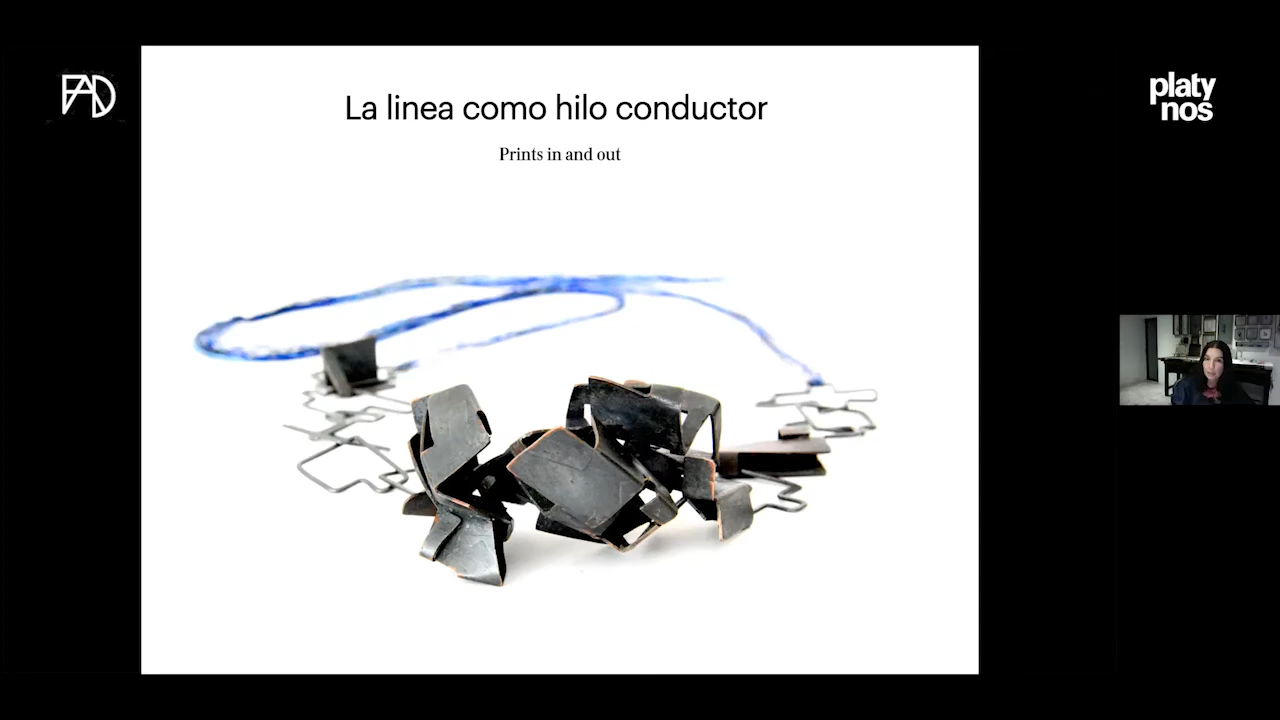 FAD
La linea como hilo conductor
Prints in and out
platy
nos